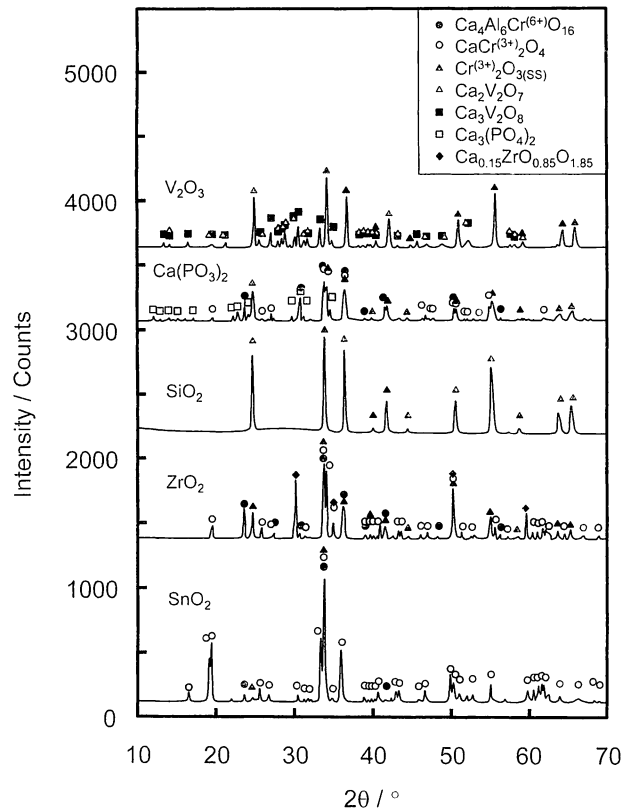 Ca₄Al₆Cr⁽⁶⁺⁾O₁₆
CaCr⁽³⁺⁾₂O₄
Cr⁽³⁺⁾₂O₃₍SS₎
Ca₂V₂O₇
Ca₃V₂O₈
Ca₃(PO₄)₂
Ca₀.₁₅ZrO₀.₈₅O₁.₈₅
5000
V₂O₃
4000
Ca(PO₃)₂
3000
SiO₂
2000
ZrO₂
1000
SnO₂
0
Intensity / Counts
10 20 30 40 50 60 70
2θ / °